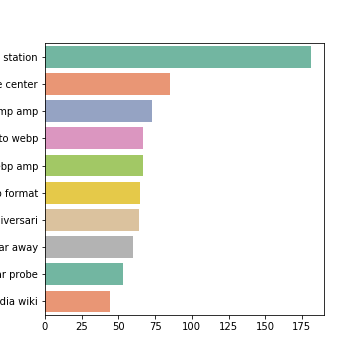 station
e center
mp amp
to webp
bp amp
format
iversari
ar away
ar probe
dia wiki
0 25 50 75 100 125 150 175